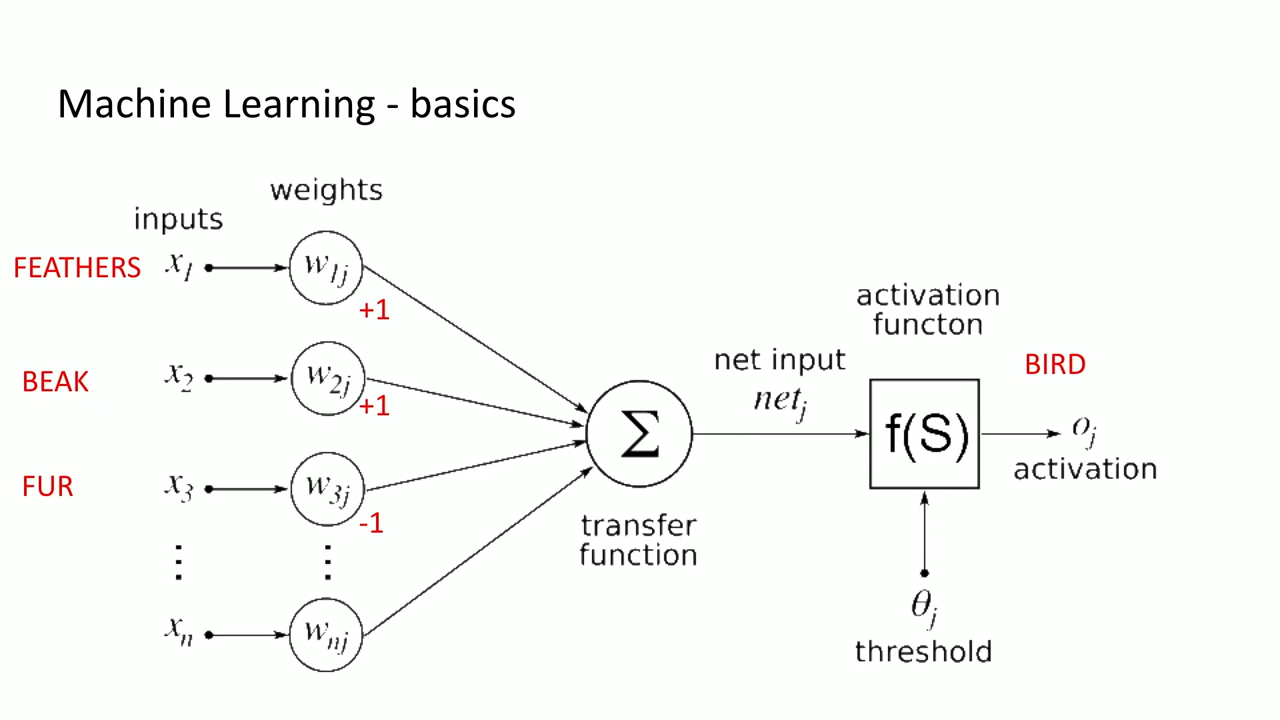 Machine Learning - basics
weights
inputs
FEATHERS x1 w1j
+1
BEAK x2 w2j
+1
FUR x3 w3j
-1
⋮ ⋮
xn wnj
Σ
transfer
function
net input
netj
activation
functon
f(S)
BIRD
oj
activation
θj
threshold